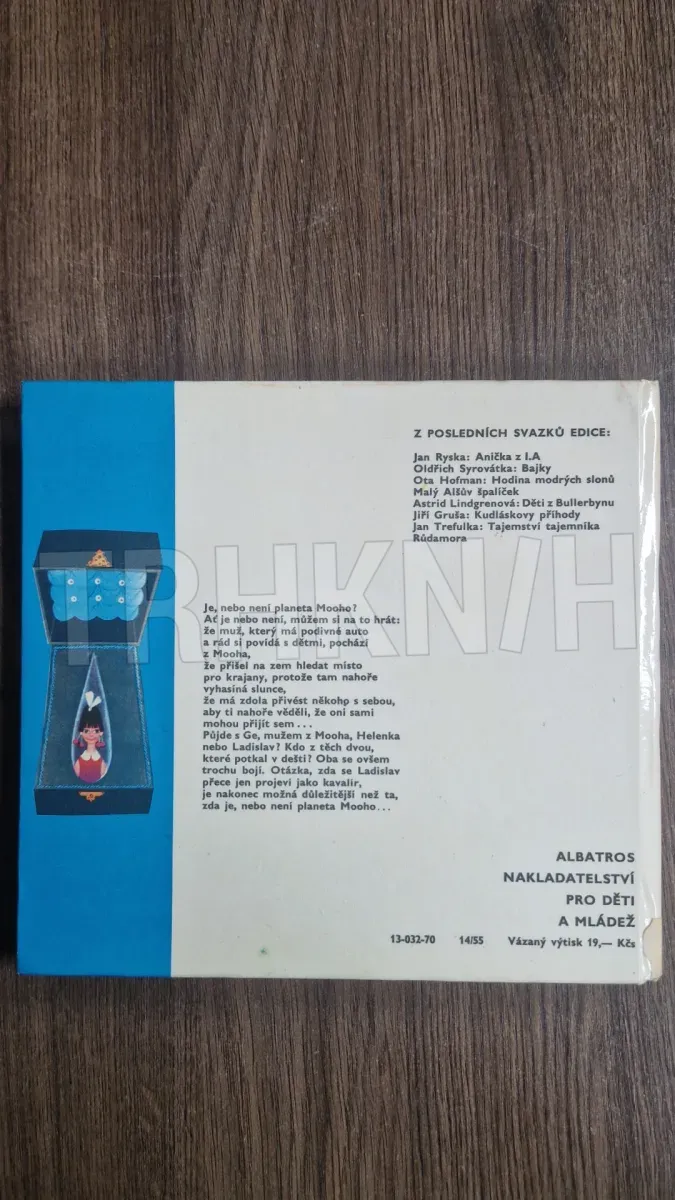 Z POSLEDNÍCH SVAZKŮ EDICE:
Jan Ryska: Anička z I.A
Oldřich Syrovátka: Bajky
Ota Hofman: Hodina modrých slonů
Malý Alšův špalíček
Astrid Lindgrenová: Děti z Bullerbynu
Jiří Gruša: Kudláskovy příhody
Jan Trefulka: Tajemství tajemníka
Růdamora
TRHKNIH
Je, nebo není planeta Mooho?
Ať je nebo není, můžem si na to hrát:
že muž, který má podivné auto
a rád si povídá s dětmi, pochází
z Mooha,
že přišel na zem hledat místo
pro krajany, protože tam nahoře
vyhasíná slunce,
že má zdola přivést někoho s sebou,
aby ti nahoře věděli, že oni sami
mohou přijít sem...
Půjde s Ge, mužem z Mooha, Helenka
nebo Ladislav? Kdo z těch dvou,
které potkal v dešti? Oba se ovšem
trochu bojí. Otázka, zda se Ladislav
přece jen projeví jako kavalír,
je nakonec možná důležitější než ta,
zda je, nebo není planeta Mooho...
ALBATROS
NAKLADATELSTVÍ
PRO DĚTI
A MLÁDEŽ
13-032-70 14/55 Vázaný výtisk 19,— Kčs